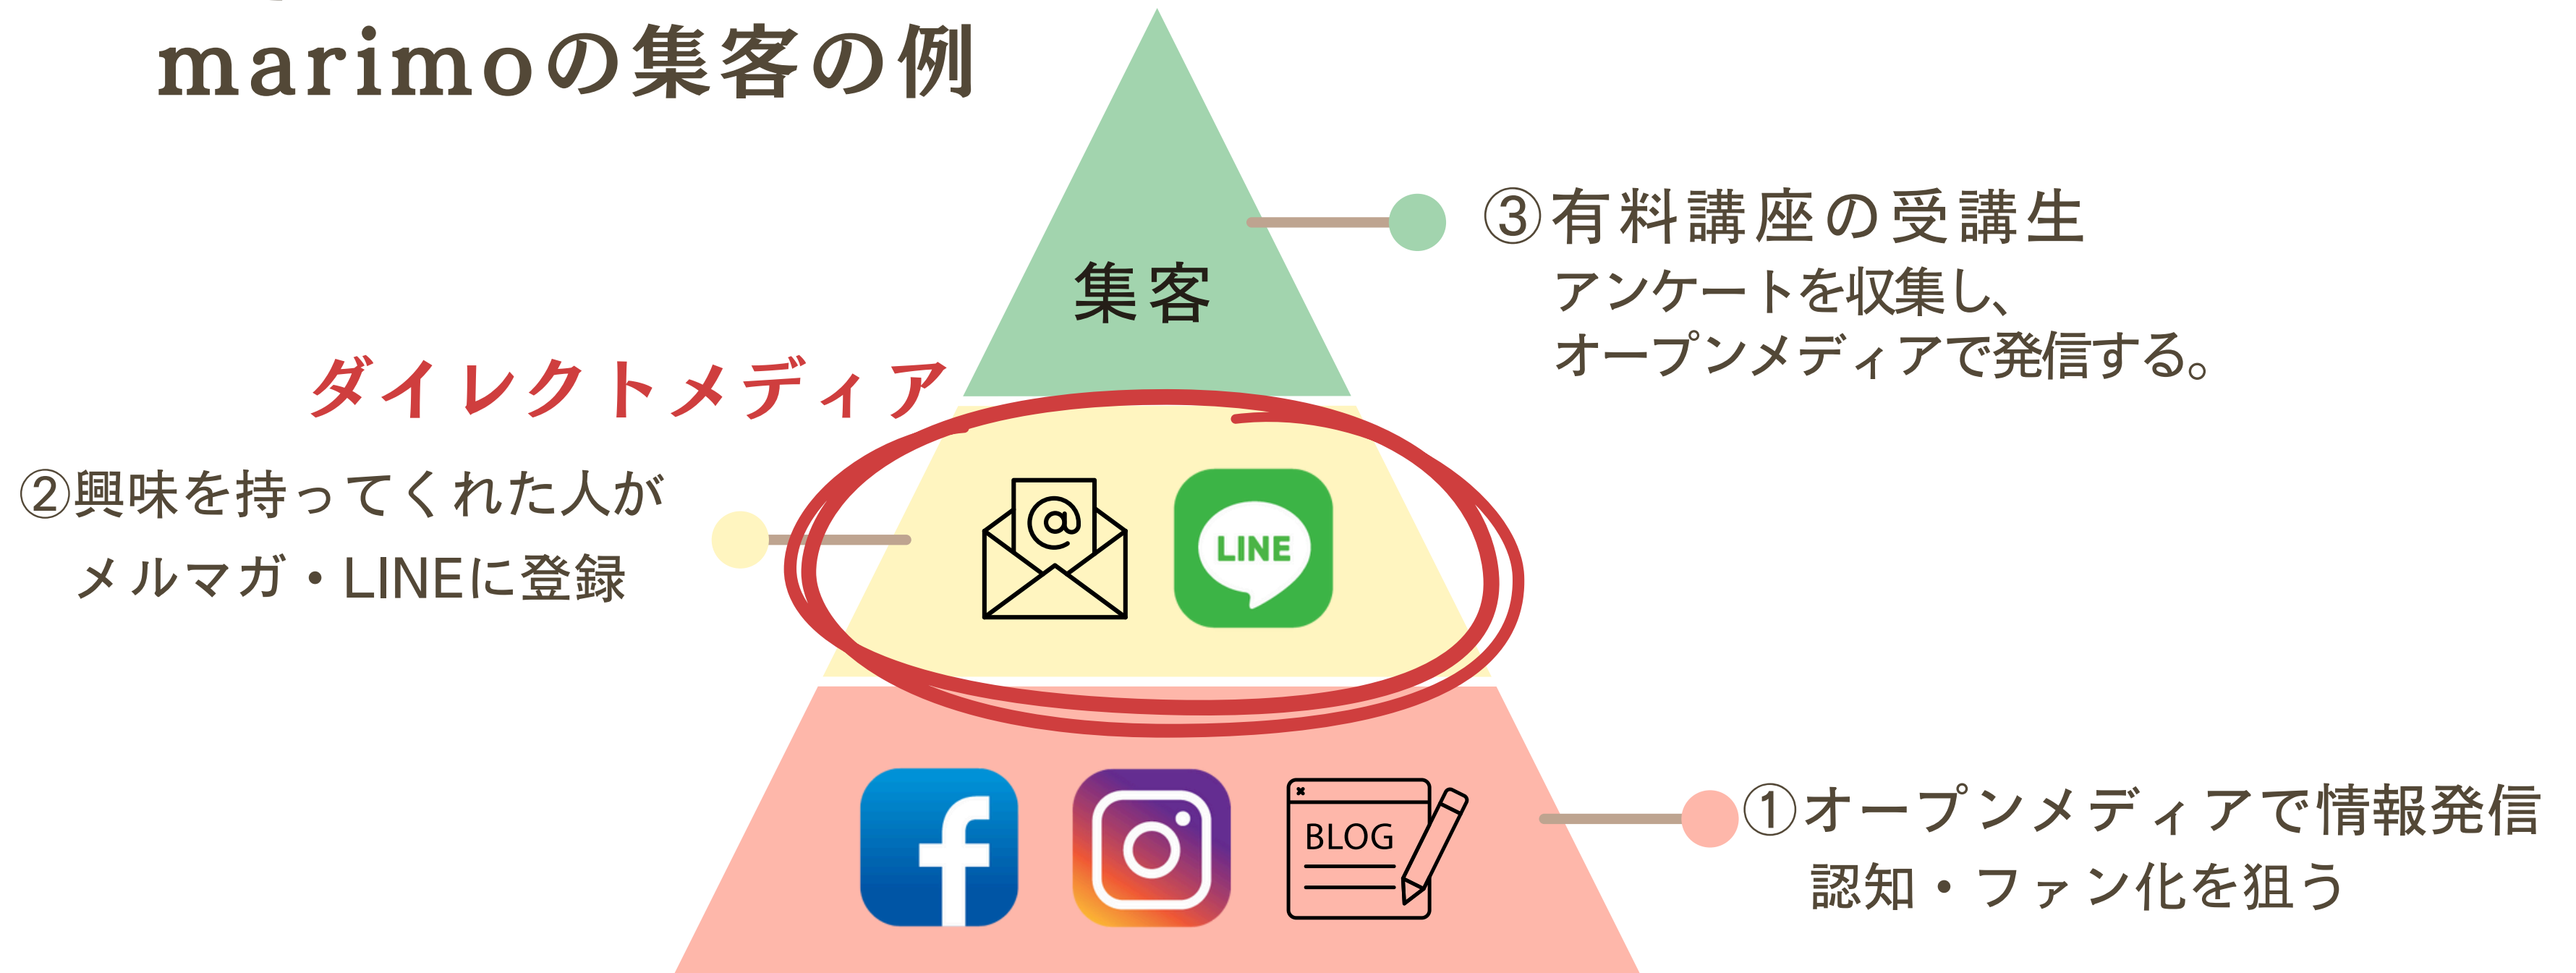 marimoの集客の例
③有料講座の受講生
アンケートを収集し、
オープンメディアで発信する。
集客
ダイレクトメディア
②興味を持ってくれた人が
メルマガ・LINEに登録
@
LINE
①オープンメディアで情報発信
認知・ファン化を狙う
f
BLOG